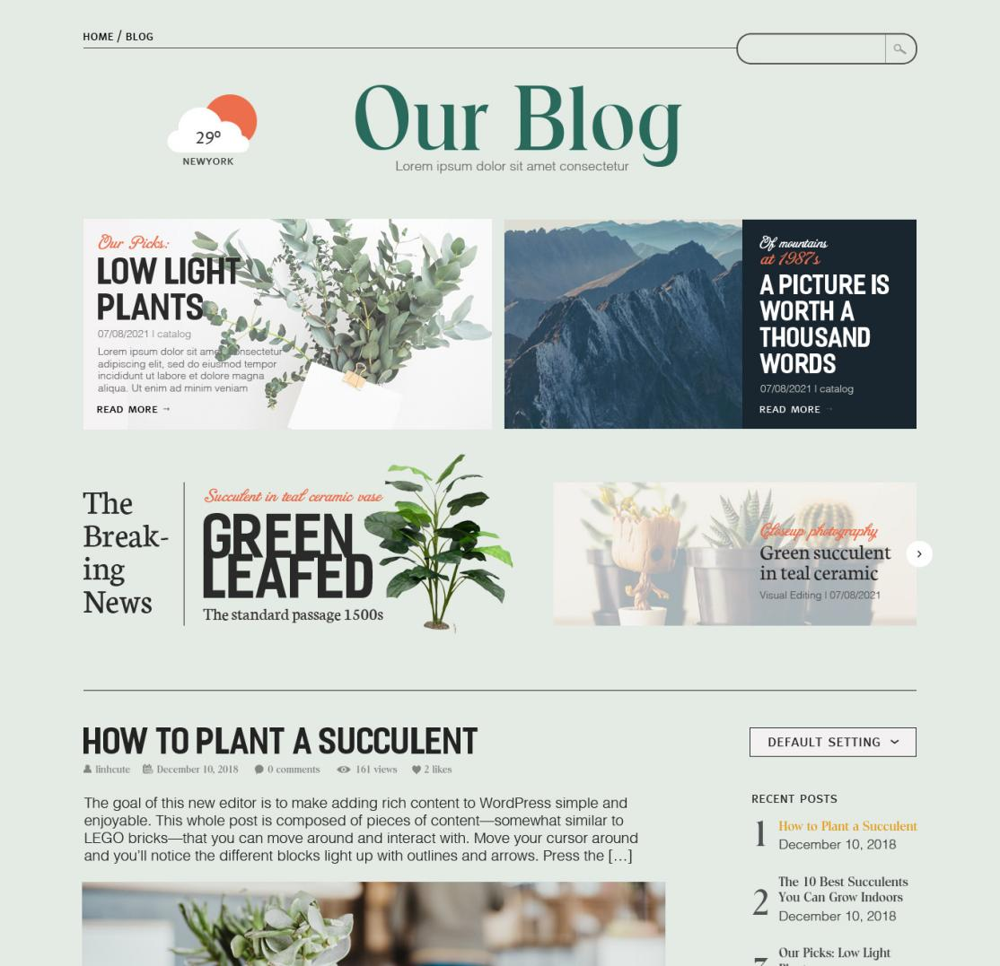 HOME / BLOG
Our Blog
Lorem ipsum dolor sit amet consectetur
29º
NEWYORK
Our Picks:
LOW LIGHT
PLANTS
07/08/2021 I catalog
Lorem ipsum dolor sit amet, consectetur
adipiscing elit, sed do eiusmod tempor
incididunt ut labore et dolore magna
aliqua. Ut enim ad minim veniam
READ MORE →
Of mountains
at 1987s
A PICTURE IS
WORTH A
THOUSAND
WORDS
07/08/2021 I catalog
READ MORE →
The
Break-
ing
News
Succulent in teal ceramic vase
GREEN
LEAFED
The standard passage 1500s
Closeup photography
Green succulent
in teal ceramic
Visual Editing I 07/08/2021
HOW TO PLANT A SUCCULENT
linhcute December 10, 2018 0 comments 161 views 2 likes
The goal of this new editor is to make adding rich content to WordPress simple and
enjoyable. This whole post is composed of pieces of content—somewhat similar to
LEGO bricks—that you can move around and interact with. Move your cursor around
and you’ll notice the different blocks light up with outlines and arrows. Press the […]
DEFAULT SETTING
RECENT POSTS
1
How to Plant a Succulent
December 10, 2018
2
The 10 Best Succulents
You Can Grow Indoors
December 10, 2018
Our Picks: Low Light